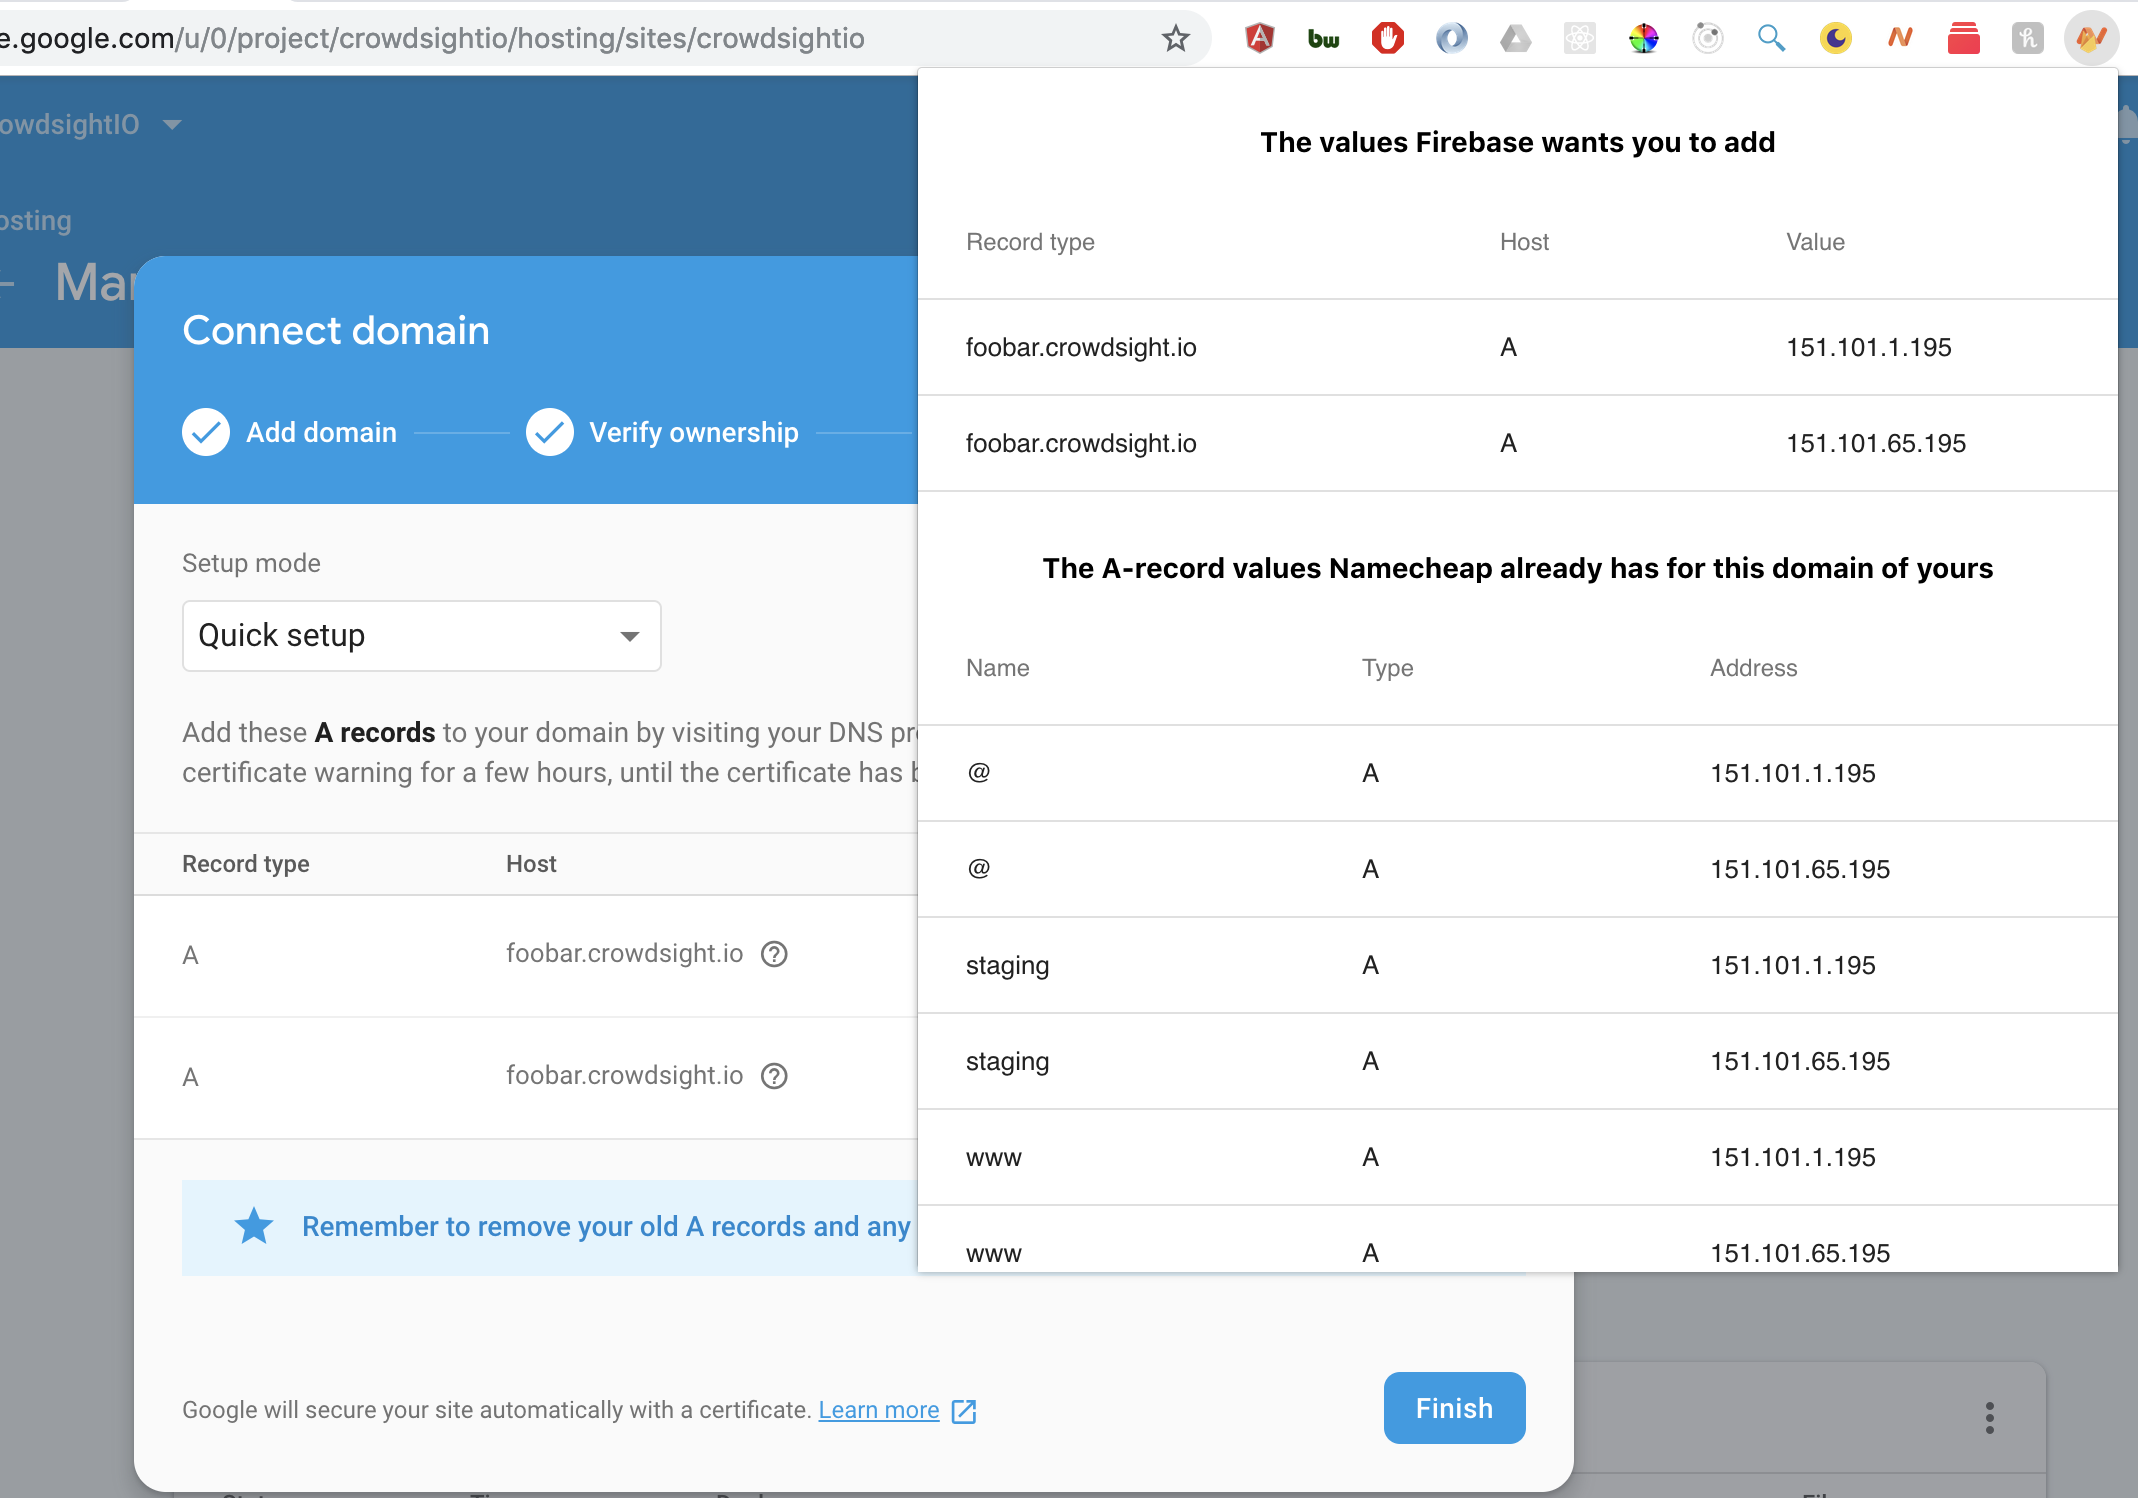 e.google.com/u/0/project/crowdsightio/hosting/sites/crowdsightio
bw
owdsightIO
osting
Mar
Connect domain
Add domain
Verify ownership
Setup mode
Quick setup
Add these A records to your domain by visiting your DNS pr
certificate warning for a few hours, until the certificate has
Record type Host
A foobar.crowdsight.io
A foobar.crowdsight.io
Remember to remove your old A records and any
Google will secure your site automatically with a certificate. Learn more
Finish
The values Firebase wants you to add
Record type Host Value
foobar.crowdsight.io A 151.101.1.195
foobar.crowdsight.io A 151.101.65.195
The A-record values Namecheap already has for this domain of yours
Name Type Address
@ A 151.101.1.195
@ A 151.101.65.195
staging A 151.101.1.195
staging A 151.101.65.195
www A 151.101.1.195
www A 151.101.65.195